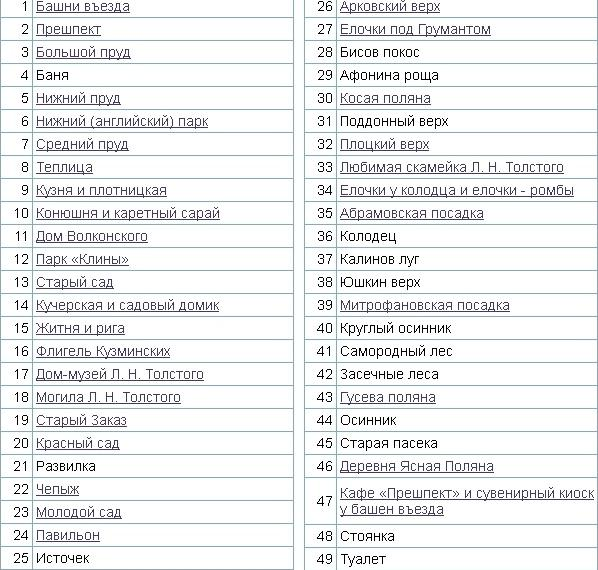 1 Башни въезда
2 Прешпект
3 Большой пруд
4 Баня
5 Нижний пруд
6 Нижний (английский) парк
7 Средний пруд
8 Теплица
9 Кузня и плотницкая
10 Конюшня и каретный сарай
11 Дом Волконского
12 Парк «Клины»
13 Старый сад
14 Кучерская и садовый домик
15 Житня и рига
16 Флигель Кузминских
17 Дом-музей Л. Н. Толстого
18 Могила Л. Н. Толстого
19 Старый Заказ
20 Красный сад
21 Развилка
22 Чепыж
23 Молодой сад
24 Павильон
25 Источек
26 Арковский верх
27 Елочки под Грумантом
28 Бисов покос
29 Афонина роща
30 Косая поляна
31 Поддонный верх
32 Плоцкий верх
33 Любимая скамейка Л. Н. Толстого
34 Елочки у колодца и елочки - ромбы
35 Абрамовская посадка
36 Колодец
37 Калинов луг
38 Юшкин верх
39 Митрофановская посадка
40 Круглый осинник
41 Самородный лес
42 Засечные леса
43 Гусева поляна
44 Осинник
45 Старая пасека
46 Деревня Ясная Поляна
47 Кафе «Прешпект» и сувенирный киоск
у башен въезда
48 Стоянка
49 Туалет